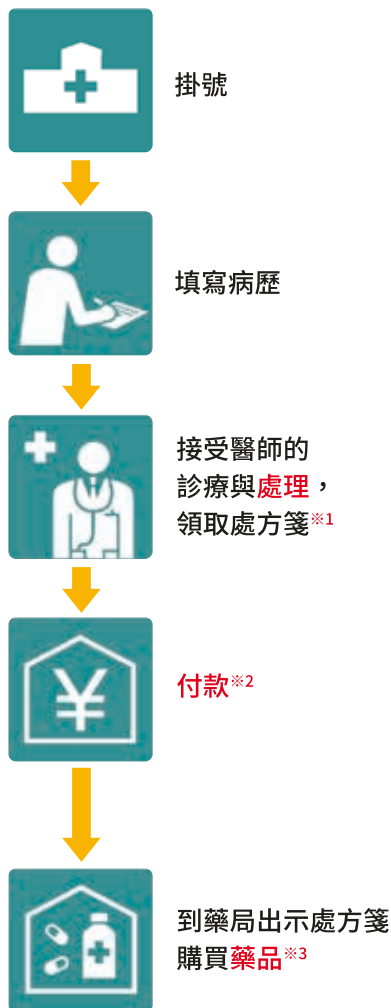 掛號
填寫病歷
接受醫師的
診療與處理，
領取處方箋※1
¥
付款※2
到藥局出示處方箋
購買藥品※3